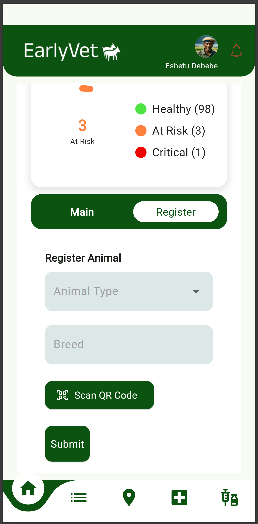 EarlyVet
Eshetu Debebe
3
At Risk
Healthy (98)
At Risk (3)
Critical (1)
Main
Register
Register Animal
Animal Type
Breed
Scan QR Code
Submit